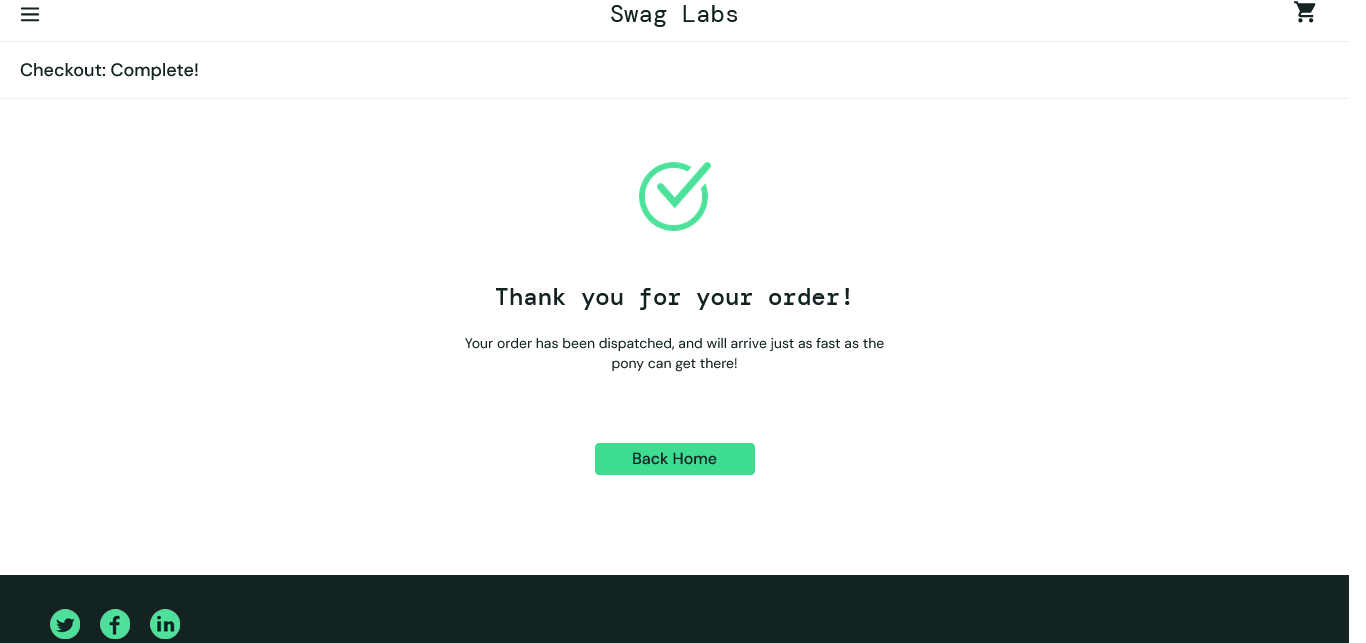 Swag Labs
Checkout: Complete!
Thank you for your order!
Your order has been dispatched, and will arrive just as fast as the
pony can get there!
Back Home